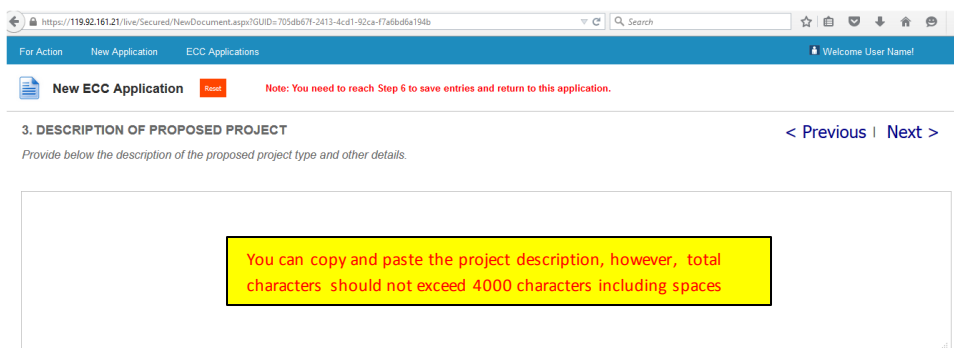 https://119.92.161.21/live/Secured/NewDocument.aspx?GUID=705db67f-2413-4cd1-92ca-f7a6bd6a194b Search
For Action New Application ECC Applications Welcome User Name!
New ECC Application Reset Note: You need to reach Step 6 to save entries and return to this application.
3. DESCRIPTION OF PROPOSED PROJECT < Previous | Next >
Provide below the description of the proposed project type and other details.
You can copy and paste the project description, however, total
characters should not exceed 4000 characters including spaces